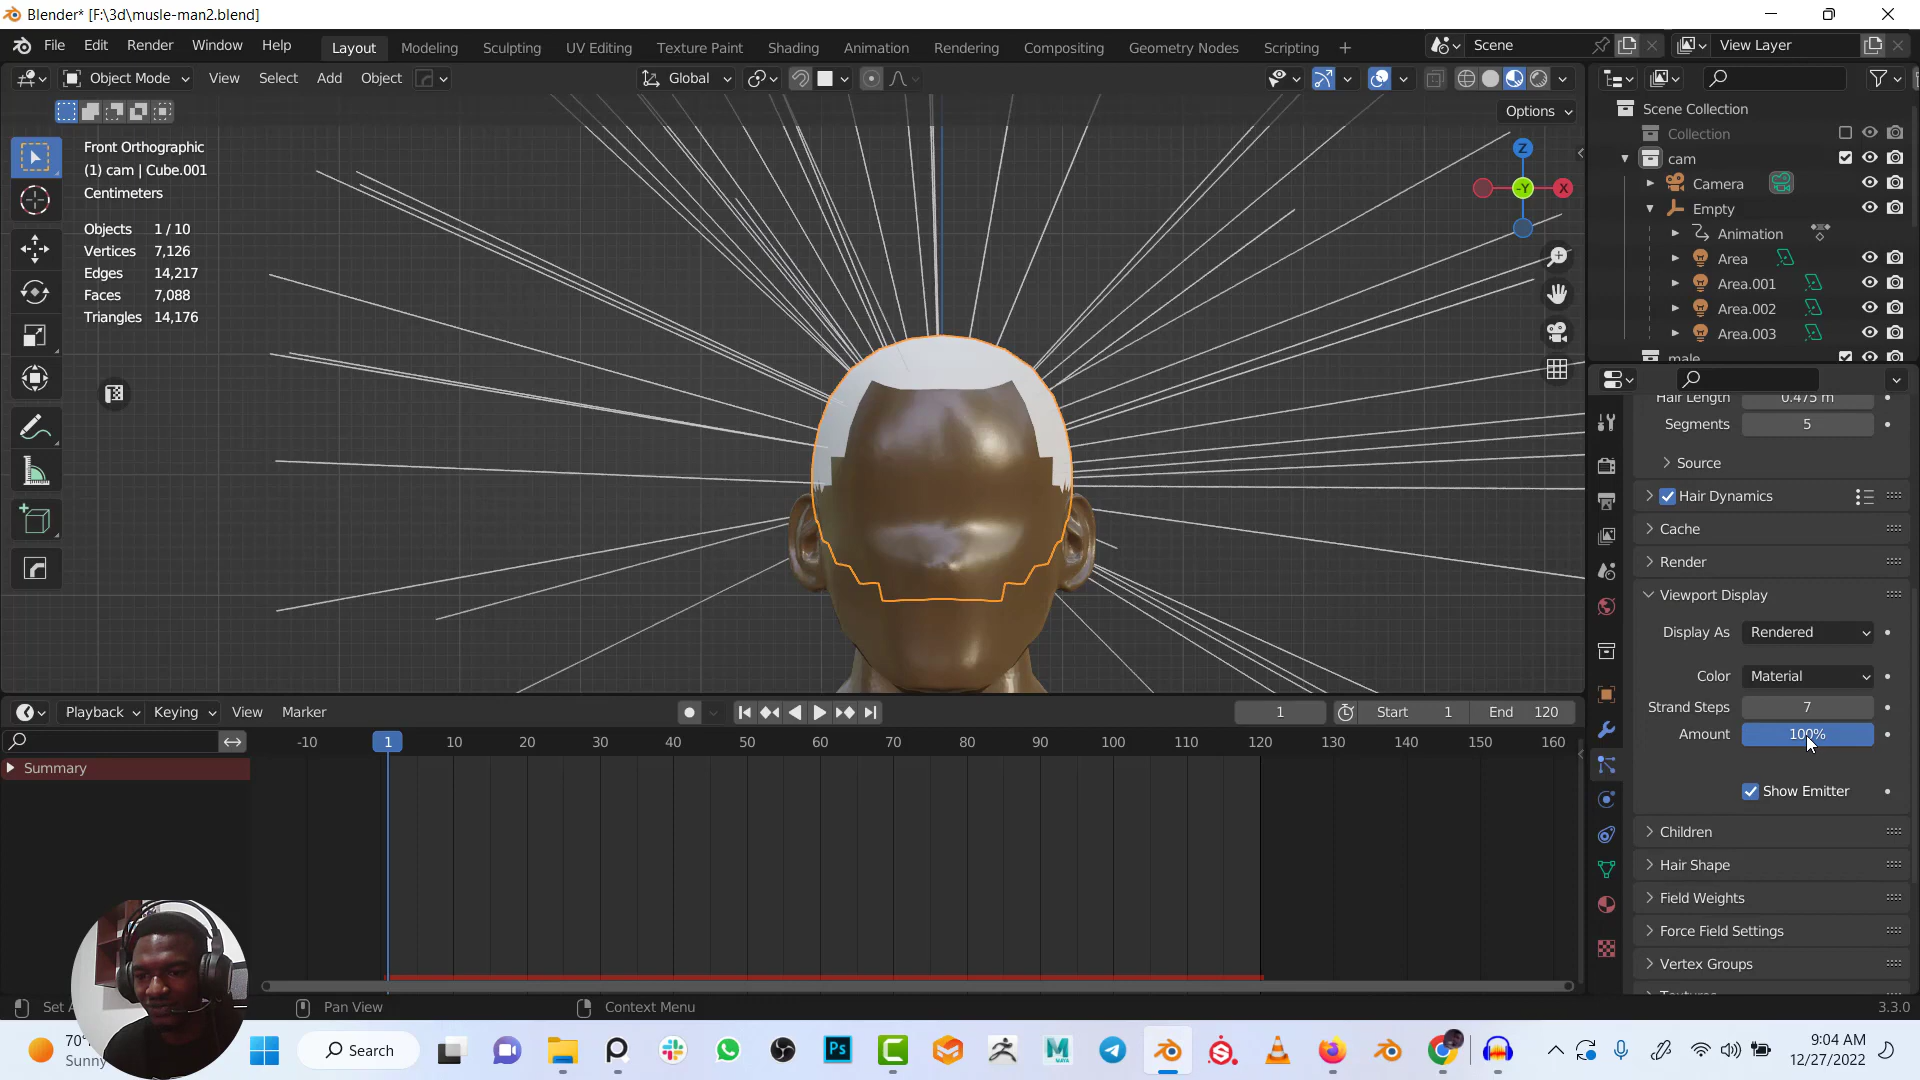 Blender* [F:\3d\musle-man2.blend]
File Edit Render Window Help
Layout Modeling Sculpting UV Editing Texture Paint Shading Animation Rendering Compositing Geometry Nodes Scripting +
Scene
View Layer
Object Mode View Select Add Object
Global
Options
Front Orthographic
(1) cam | Cube.001
Centimeters
Objects 1 / 10
Vertices 7,126
Edges 14,217
Faces 7,088
Triangles 14,176
Z
-Y
X
Scene Collection
Collection
cam
Camera
Empty
Animation
Area
Area.001
Area.002
Area.003
male
Hair Length 0.475 m
Segments 5
Source
Hair Dynamics
Cache
Render
Viewport Display
Display As Rendered
Color Material
Strand Steps 7
Amount 100%
Show Emitter
Children
Hair Shape
Field Weights
Force Field Settings
Vertex Groups
Playback Keying View Marker
1 Start 1 End 120
-10 1 10 20 30 40 50 60 70 80 90 100 110 120 130 140 150 160
Summary
Pan View
Context Menu
3.3.0
Sunny
Search
Ps
9:04 AM
12/27/2022